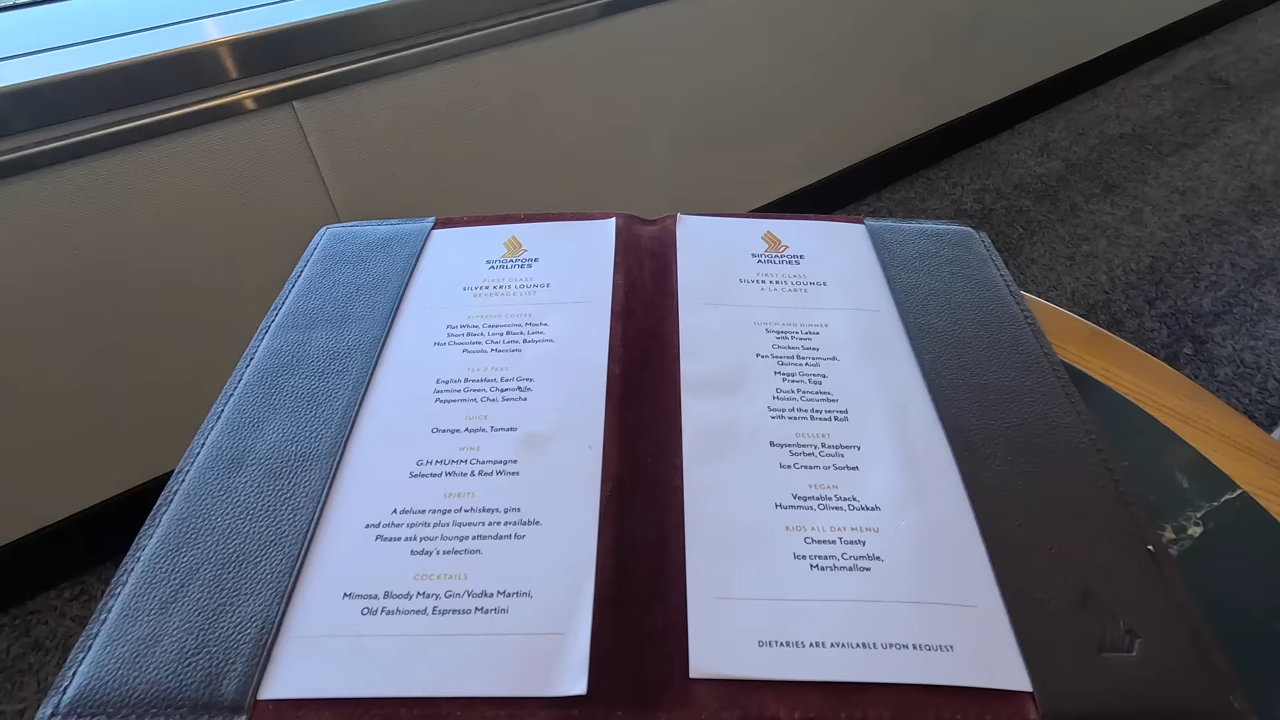 SINGAPORE
AIRLINES
FIRST CLASS
SILVER KRIS LOUNGE
BEVERAGE LIST
ESPRESSO COFFEE
Flat White, Cappuccino, Mocha,
Short Black, Long Black, Latte,
Hot Chocolate, Chai Latte, Babycino,
Piccolo, Macciato
TEA 2 TEAS
English Breakfast, Earl Grey,
Jasmine Green, Chamomile,
Peppermint, Chai, Sencha
JUICE
Orange, Apple, Tomato
WINE
G.H MUMM Champagne
Selected White & Red Wines
SPIRITS
A deluxe range of whiskeys, gins
and other spirits plus liqueurs are available.
Please ask your lounge attendant for
today's selection.
COCKTAILS
Mimosa, Bloody Mary, Gin/Vodka Martini,
Old Fashioned, Espresso Martini
SINGAPORE
AIRLINES
FIRST CLASS
SILVER KRIS LOUNGE
A LA CARTE
LUNCH AND DINNER
Singapore Laksa
with Prawn
Chicken Satay
Pan Seared Barramundi,
Quince Aioli
Maggi Goreng,
Prawn, Egg
Duck Pancakes,
Hoisin, Cucumber
Soup of the day served
with warm Bread Roll
DESSERT
Boysenberry, Raspberry
Sorbet, Coulis
Ice Cream or Sorbet
VEGAN
Vegetable Stack,
Hummus, Olives, Dukkah
KIDS ALL DAY MENU
Cheese Toasty
Ice cream, Crumble,
Marshmallow
DIETARIES ARE AVAILABLE UPON REQUEST